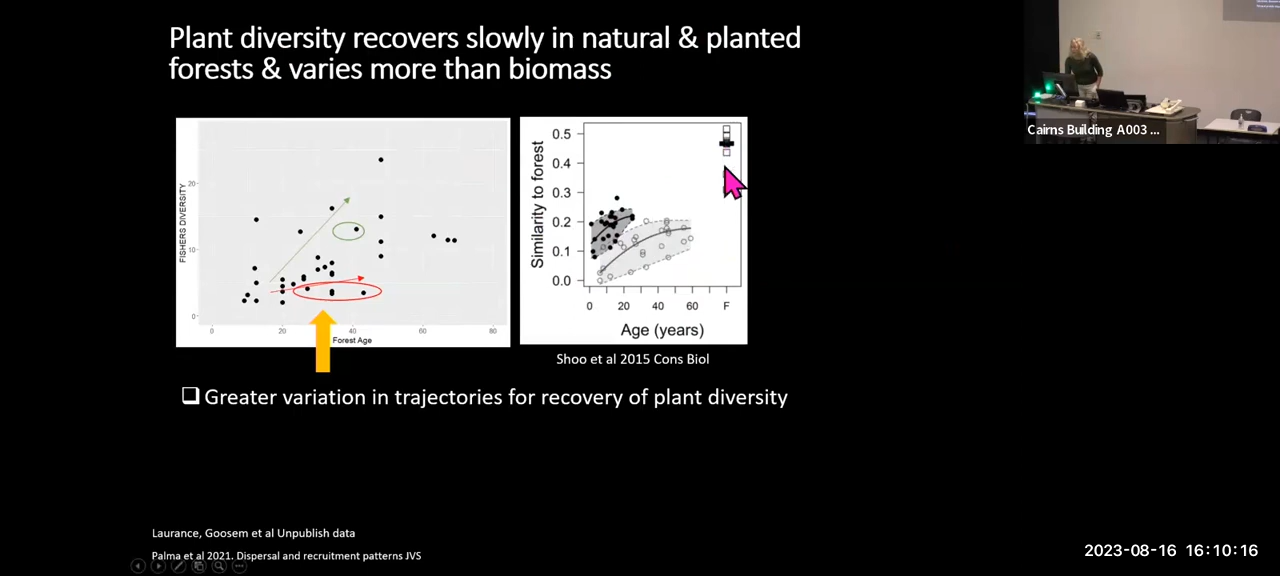 Plant diversity recovers slowly in natural & planted
forests & varies more than biomass
Cairns Building A003 ...
FISHERS DIVERSITY
20
10
0
0
20
40
60
80
Forest Age
Similarity to forest
0.5
0.4
0.3
0.2
0.1
0.0
0
20
40
60
F
Age (years)
Shoo et al 2015 Cons Biol
Greater variation in trajectories for recovery of plant diversity
Laurance, Goosem et al Unpublish data
Palma et al 2021. Dispersal and recruitment patterns JVS
2023-08-16 16:10:16